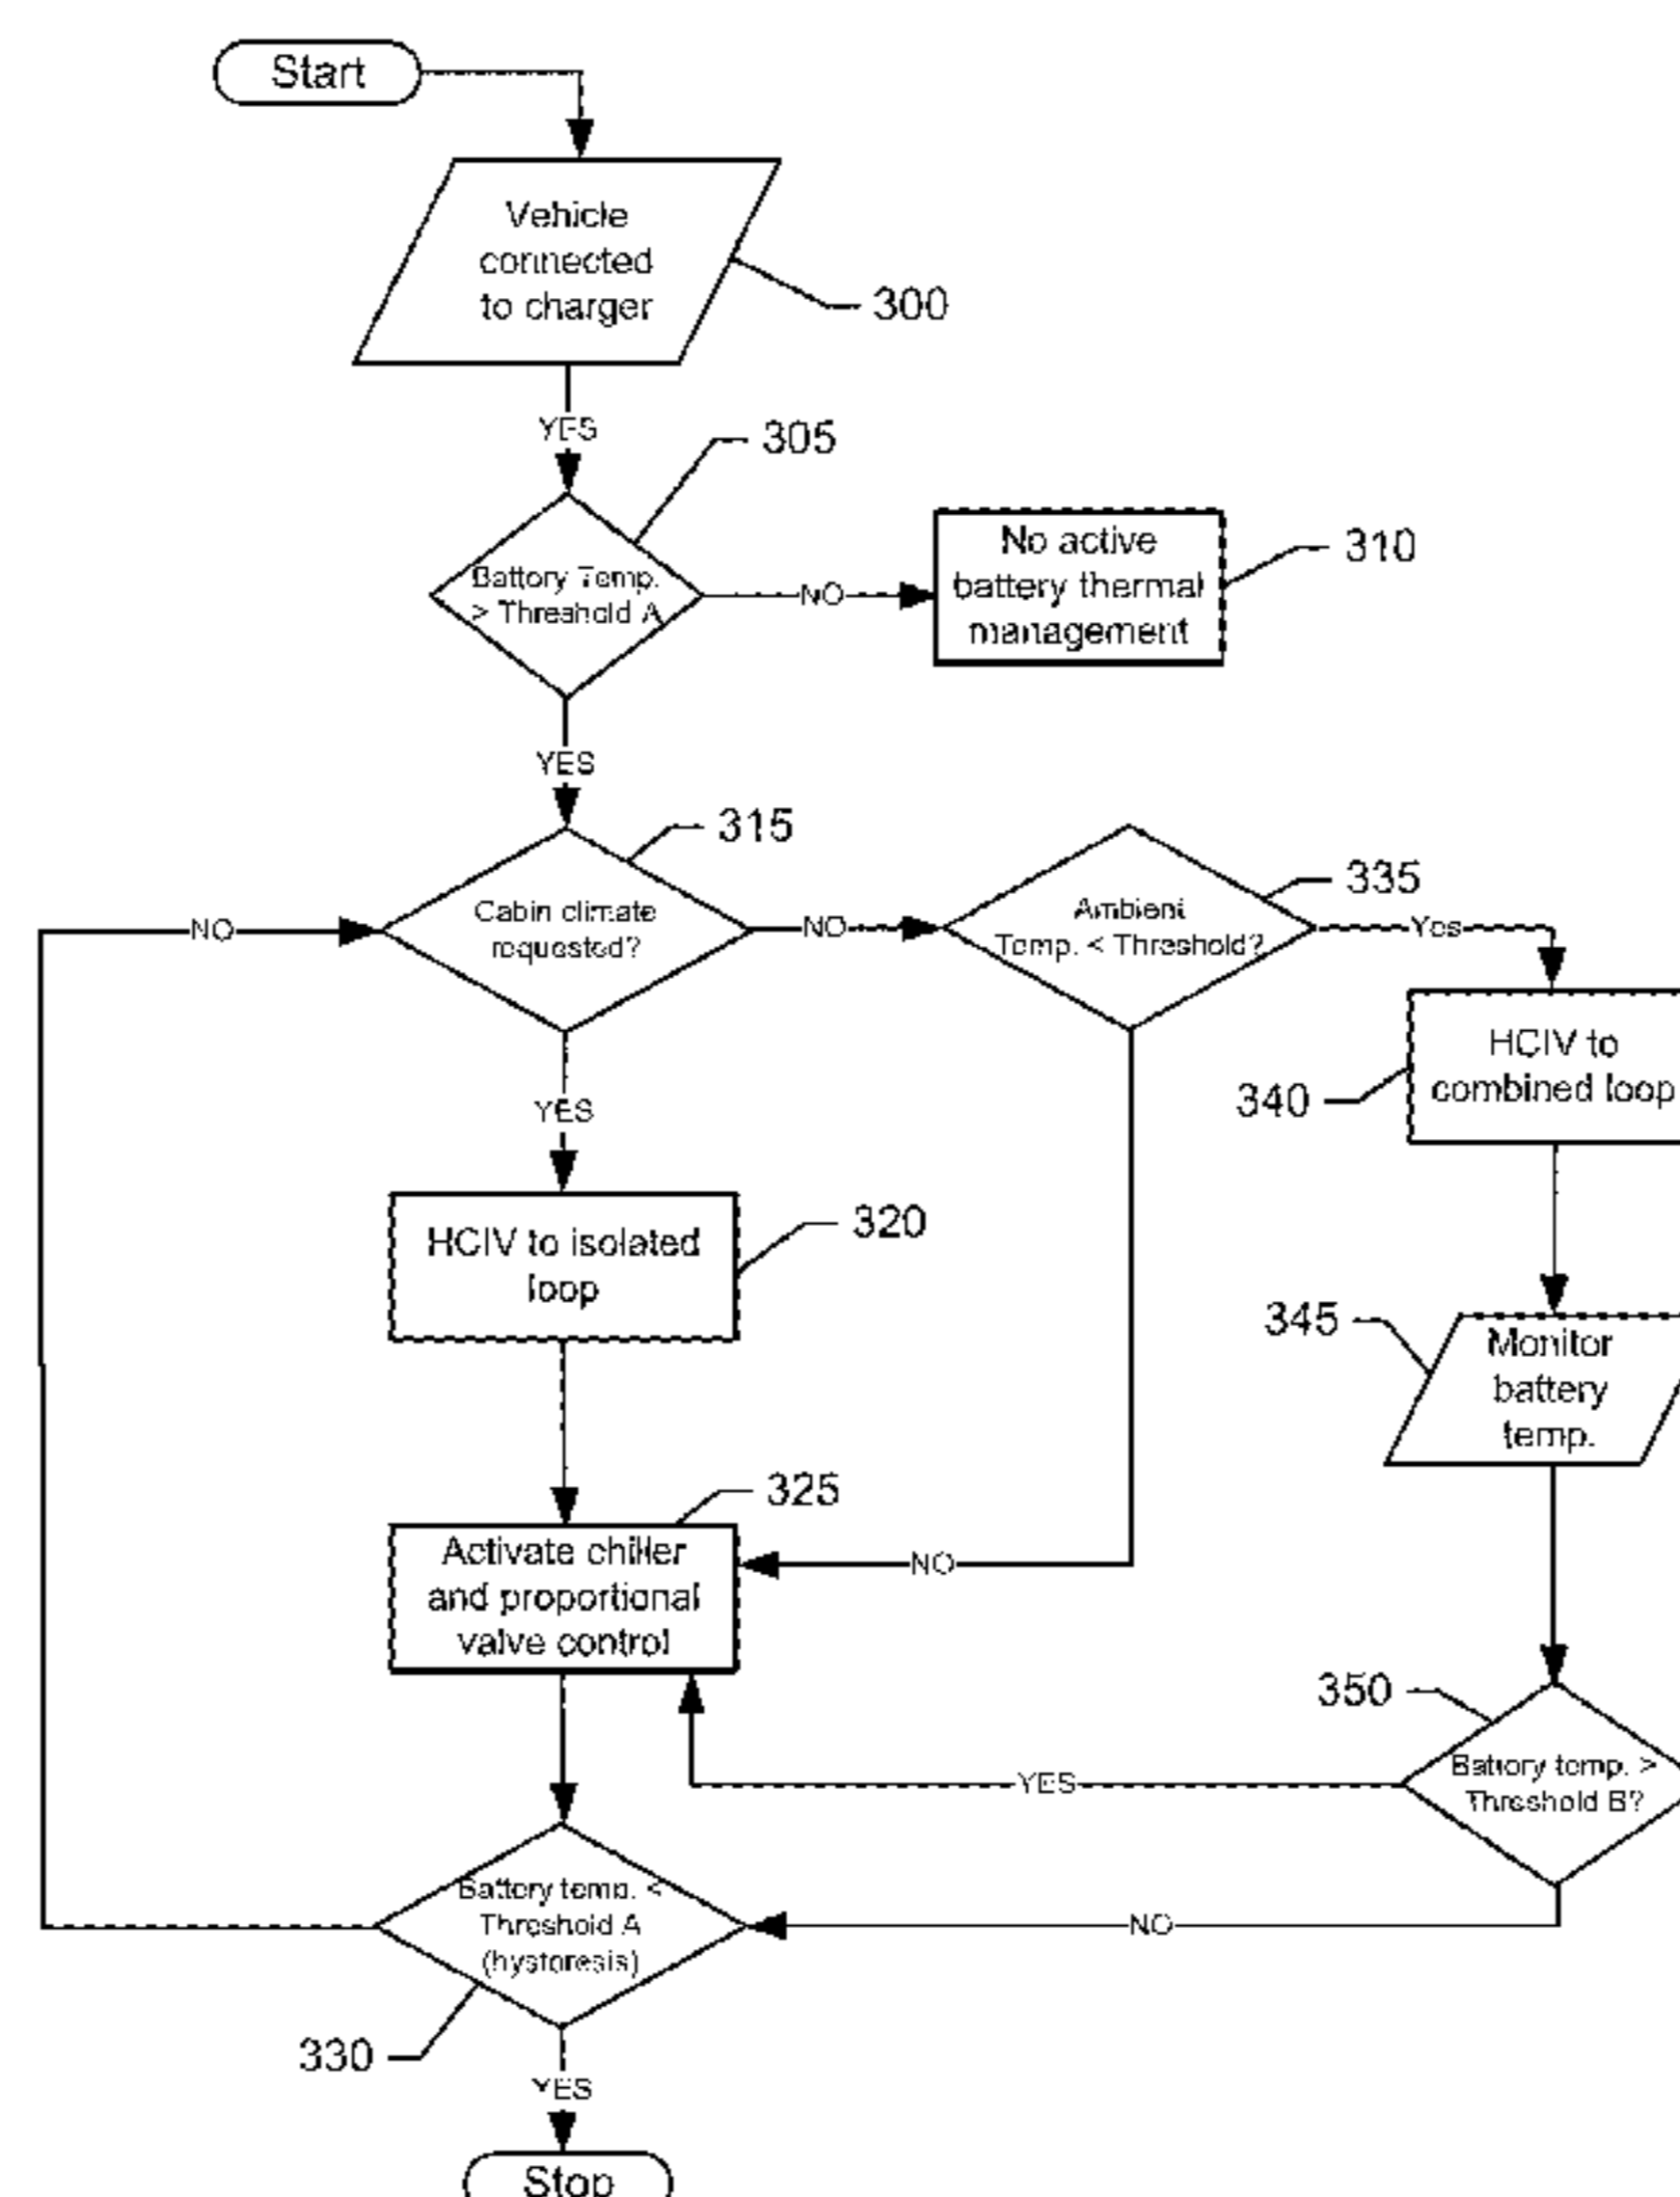 Start
Vehicle
connected
to charger
300
YES
305
Battery Temp.
> Threshold A
NO
No active
battery thermal
management
310
YES
315
Cabin climate
requested?
NO
NO
Ambient
Temp. < Threshold?
335
Yes
HCIV to
combined loop
340
YES
HCIV to isolated
loop
320
345
Monitor
battery
temp.
325
Activate chiller
and proportional
valve control
NO
350
Battery temp. >
Threshold B?
YES
Battery temp. <
Threshold A
(hysteresis)
NO
330
YES
Stop